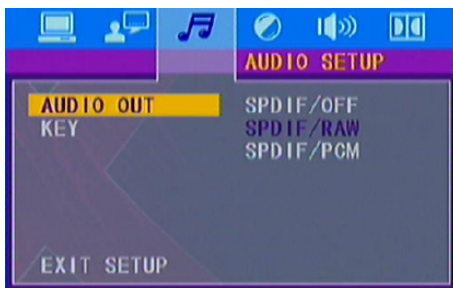 AUDIO SETUP
AUDIO OUT
SPDIF/OFF
KEY
SPDIF/RAW
SPDIF/PCM
EXIT SETUP